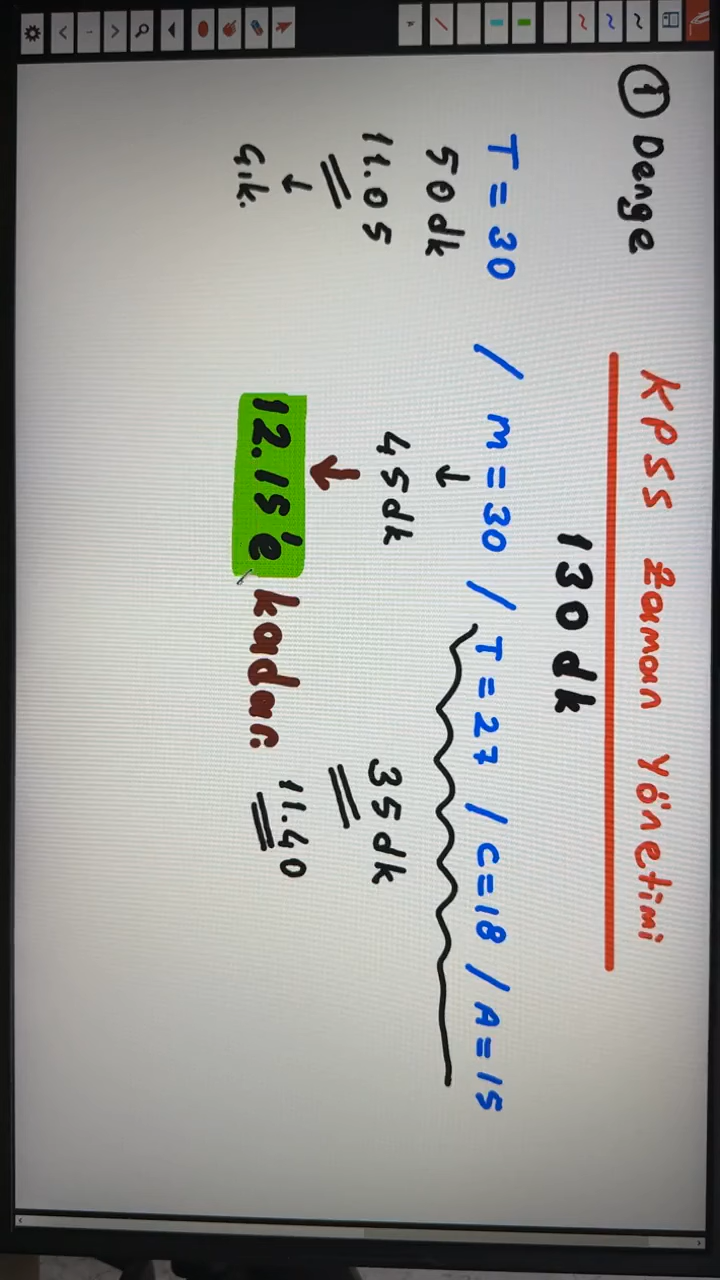 KPSS Zaman Yönetimi
① Denge
130 dk
T = 30 / m = 30 / T = 27 / C = 18 / A = 15
50 dk
45 dk
35 dk
11.05
11.40
Çık.
12.15'e kadar.